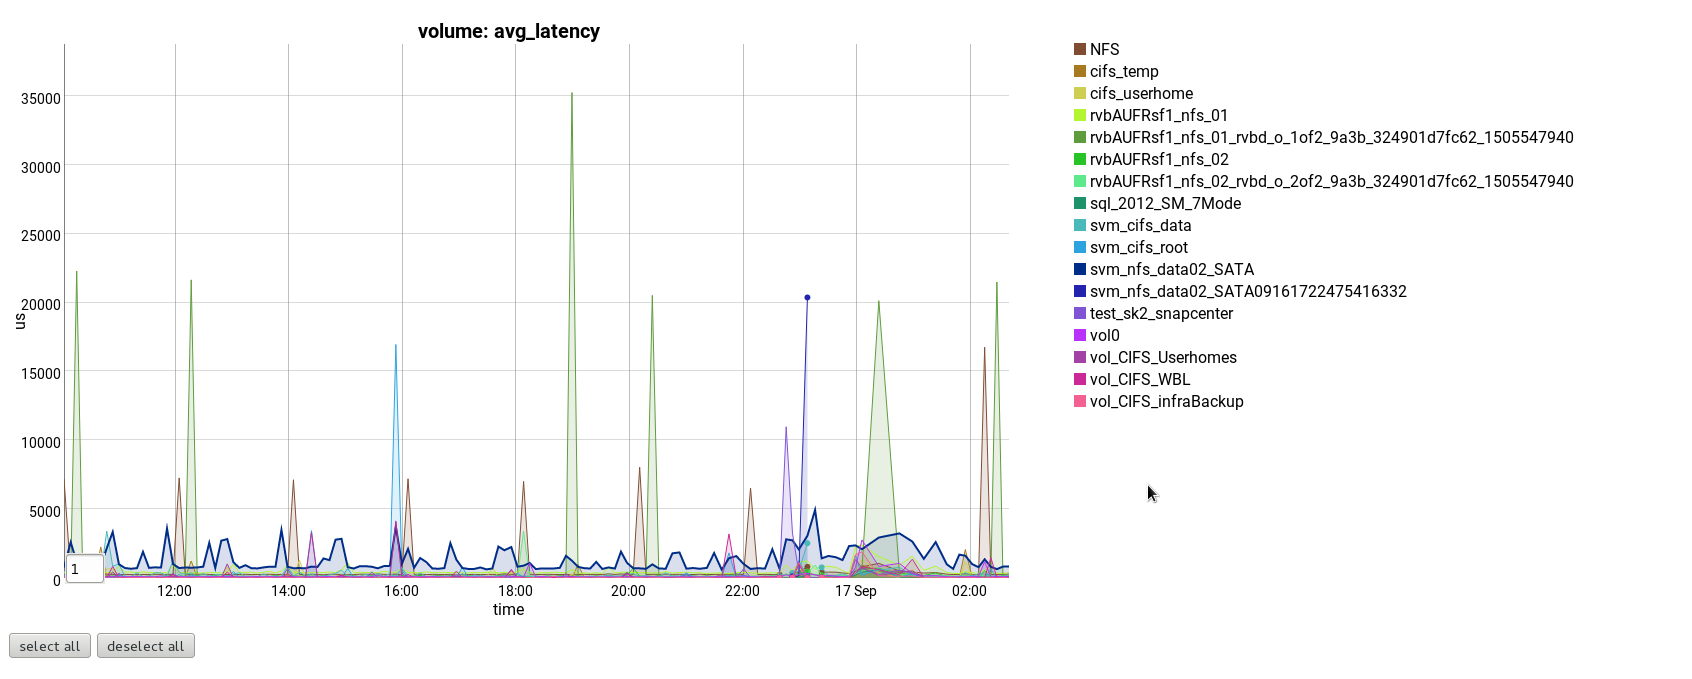 volume: avg_latency
35000
30000
25000
20000
15000
10000
5000
0
us
1
12:00 14:00 16:00 18:00 20:00 22:00 17 Sep 02:00
time
NFS
cifs_temp
cifs_userhome
rvbAUFRsf1_nfs_01
rvbAUFRsf1_nfs_01_rvbd_o_1of2_9a3b_324901d7fc62_1505547940
rvbAUFRsf1_nfs_02
rvbAUFRsf1_nfs_02_rvbd_o_2of2_9a3b_324901d7fc62_1505547940
sql_2012_SM_7Mode
svm_cifs_data
svm_cifs_root
svm_nfs_data02_SATA
svm_nfs_data02_SATA09161722475416332
test_sk2_snapcenter
vol0
vol_CIFS_Userhomes
vol_CIFS_WBL
vol_CIFS_infraBackup
select all deselect all